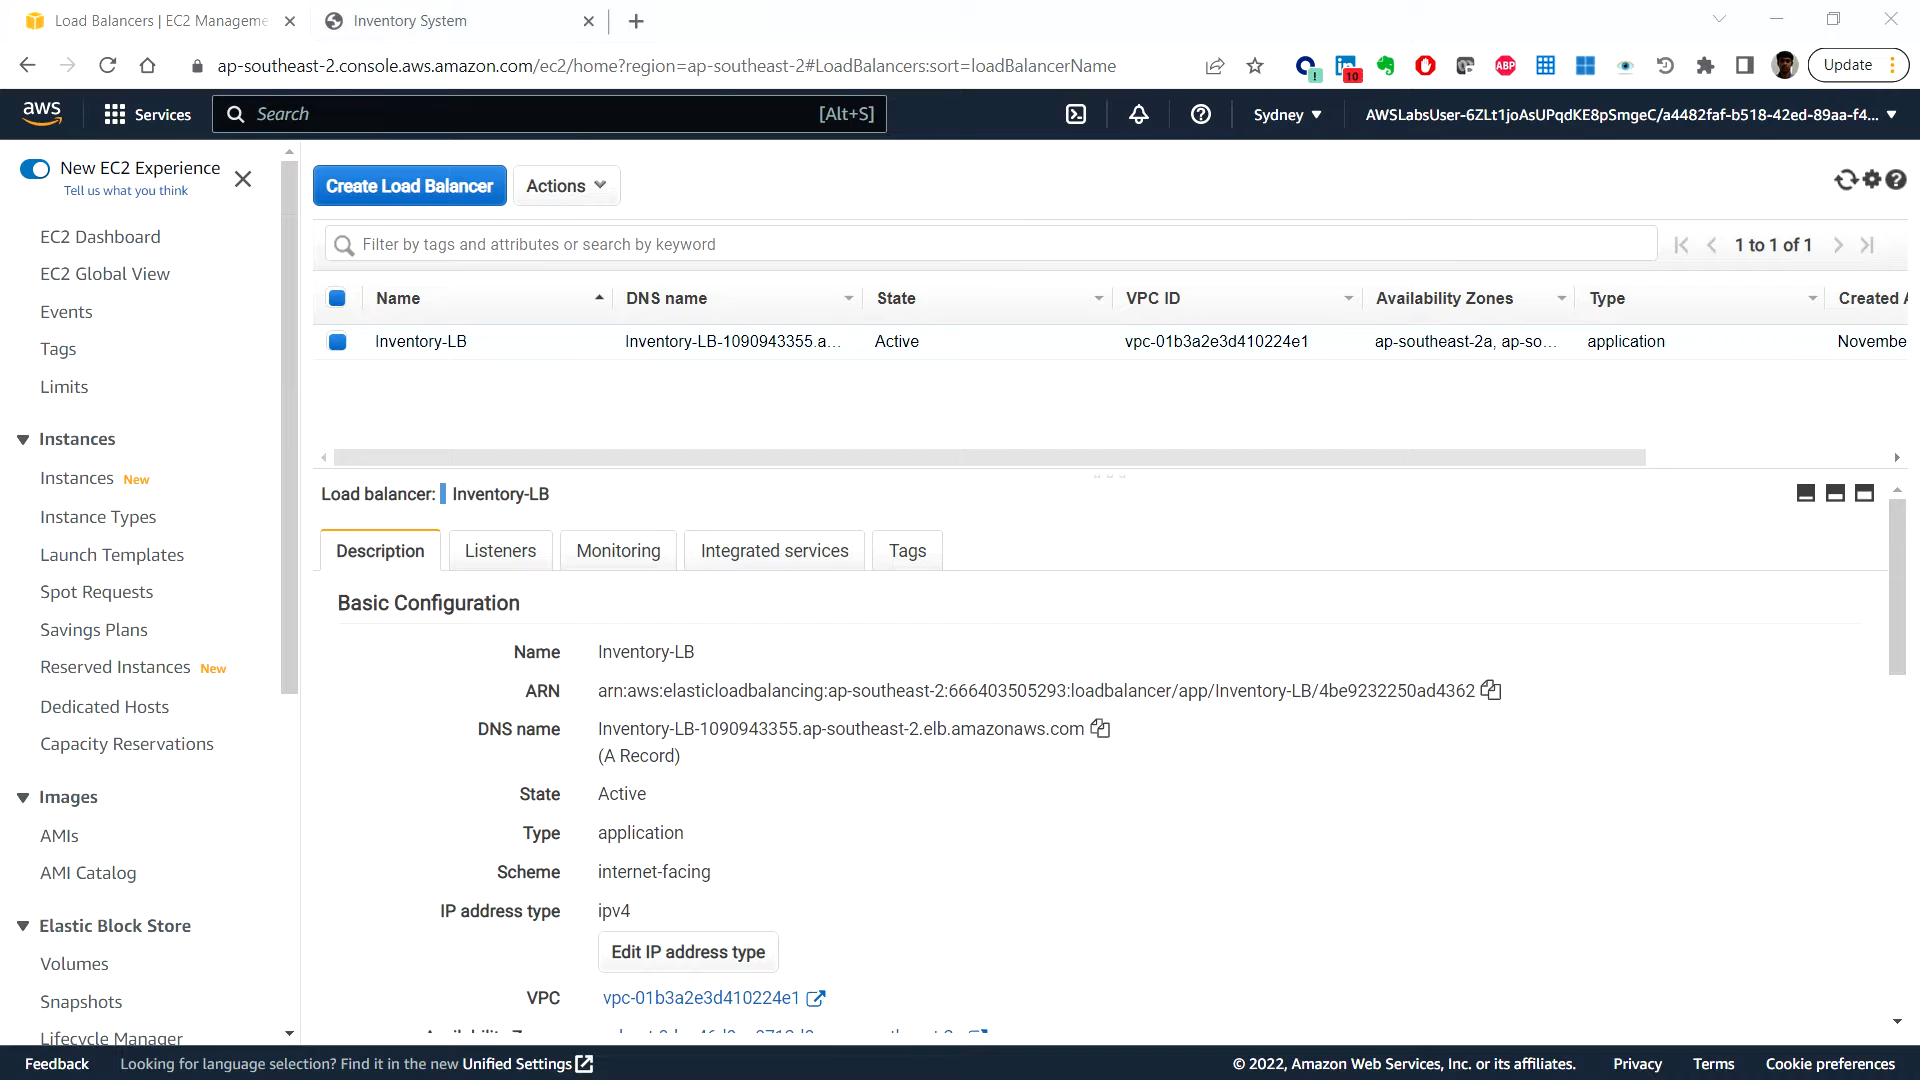 Load Balancers | EC2 Manageme
Inventory System
ap-southeast-2.console.aws.amazon.com/ec2/home?region=ap-southeast-2#LoadBalancers:sort=loadBalancerName
!
10
ABP
Update
aws
Services
Search
[Alt+S]
Sydney
AWSLabsUser-6ZLt1joAsUPqdKE8pSmgeC/a4482faf-b518-42ed-89aa-f4...
New EC2 Experience
Tell us what you think
EC2 Dashboard
EC2 Global View
Events
Tags
Limits
Instances
Instances New
Instance Types
Launch Templates
Spot Requests
Savings Plans
Reserved Instances New
Dedicated Hosts
Capacity Reservations
Images
AMIs
AMI Catalog
Elastic Block Store
Volumes
Snapshots
Lifecycle Manager
Create Load Balancer
Actions
Filter by tags and attributes or search by keyword
1 to 1 of 1
Name DNS name State VPC ID Availability Zones Type Created A
Inventory-LB Inventory-LB-1090943355.a... Active vpc-01b3a2e3d410224e1 ap-southeast-2a, ap-so... application Novembe
Load balancer: Inventory-LB
Description Listeners Monitoring Integrated services Tags
Basic Configuration
Name Inventory-LB
ARN arn:aws:elasticloadbalancing:ap-southeast-2:666403505293:loadbalancer/app/Inventory-LB/4be9232250ad4362
DNS name Inventory-LB-1090943355.ap-southeast-2.elb.amazonaws.com
(A Record)
State Active
Type application
Scheme internet-facing
IP address type ipv4
Edit IP address type
VPC vpc-01b3a2e3d410224e1
Feedback
Looking for language selection? Find it in the new Unified Settings
© 2022, Amazon Web Services, Inc. or its affiliates.
Privacy
Terms
Cookie preferences